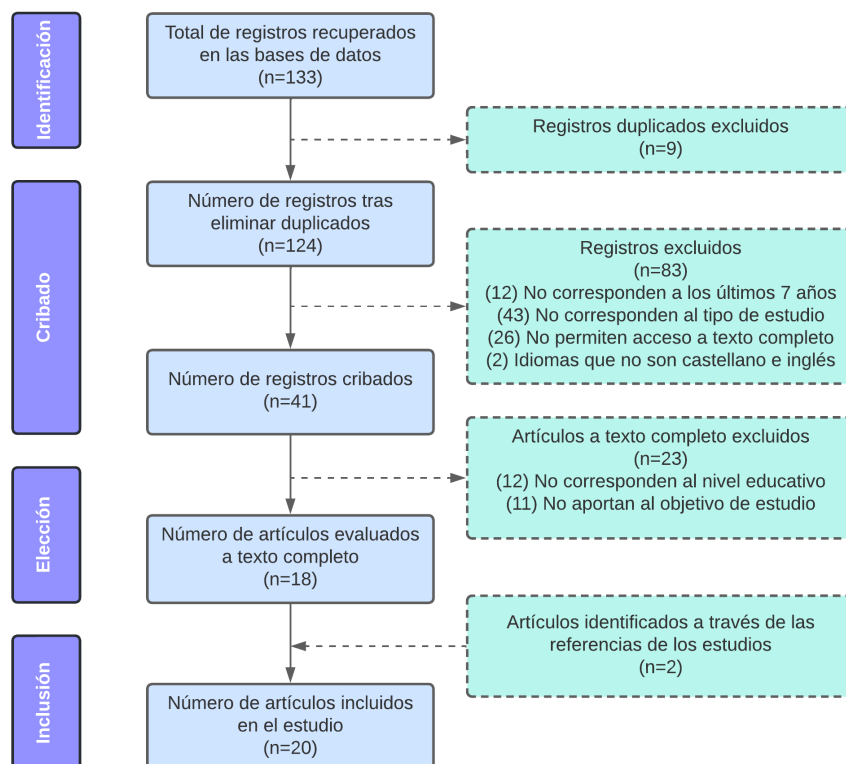 Identificación
Total de registros recuperados
en las bases de datos
(n=133)
Registros duplicados excluidos
(n=9)
Cribado
Número de registros tras
eliminar duplicados
(n=124)
Registros excluidos
(n=83)
(12) No corresponden a los últimos 7 años
(43) No corresponden al tipo de estudio
(26) No permiten acceso a texto completo
(2) Idiomas que no son castellano e inglés
Número de registros cribados
(n=41)
Artículos a texto completo excluidos
(n=23)
(12) No corresponden al nivel educativo
(11) No aportan al objetivo de estudio
Elección
Número de artículos evaluados
a texto completo
(n=18)
Artículos identificados a través de las
referencias de los estudios
(n=2)
Inclusión
Número de artículos incluidos
en el estudio
(n=20)